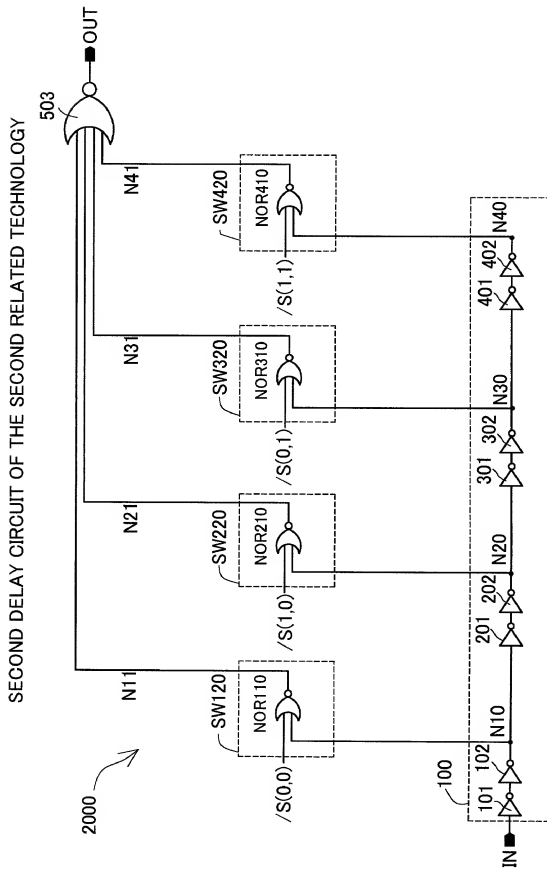 SECOND DELAY CIRCUIT OF THE SECOND RELATED TECHNOLOGY
2000
503
OUT
N11
N21
N31
N41
SW120
SW220
SW320
SW420
NOR110
NOR210
NOR310
NOR410
/S(0,0)
/S(1,0)
/S(0,1)
/S(1,1)
100
N10
N20
N30
N40
101
102
201
202
301
302
401
402
IN